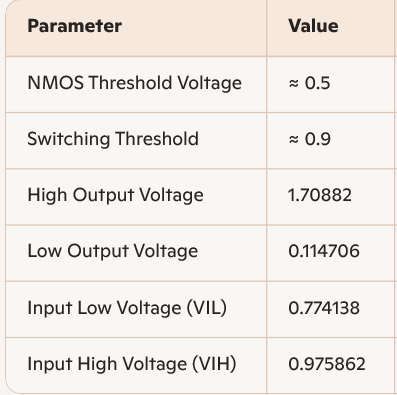 Parameter Value
NMOS Threshold Voltage ≈ 0.5
Switching Threshold ≈ 0.9
High Output Voltage 1.70882
Low Output Voltage 0.114706
Input Low Voltage (VIL) 0.774138
Input High Voltage (VIH) 0.975862